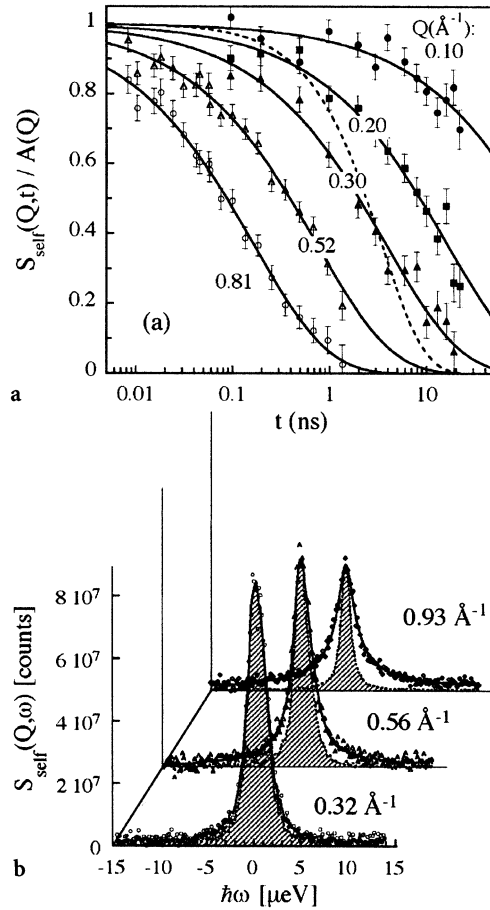 S_self(Q,t) / A(Q)
1
0.8
0.6
0.4
0.2
0
Q(Å⁻¹):
0.10
0.20
0.30
0.52
0.81
(a)
0.01
0.1
1
10
a
t (ns)
S_self(Q,ω) [counts]
8 10⁷
6 10⁷
4 10⁷
2 10⁷
0
0.93 Å⁻¹
0.56 Å⁻¹
0.32 Å⁻¹
-15
-10
-5
0
5
10
15
b
ħω [µeV]